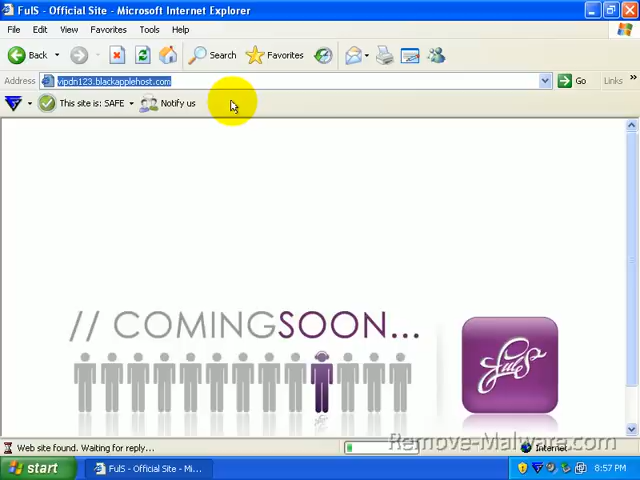 FulS - Official Site - Microsoft Internet Explorer
File Edit View Favorites Tools Help
Back Search Favorites
Address vipdn123.blackapplehost.com Go Links »
This site is: SAFE Notify us
// COMINGSOON...
FulS
Remove-Malware.com
Web site found. Waiting for reply... Internet
start FulS - Official Site - Mi... 8:57 PM